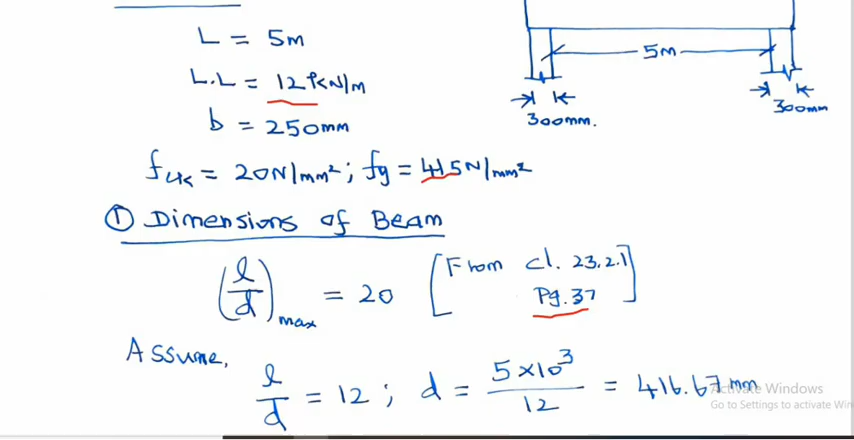 L = 5m
L.L = 12 KN/m
b = 250mm
5m
300mm.
300mm
fck = 20N/mm²; fy = 415N/mm²
① Dimensions of Beam
(l/d)max = 20 [From cl. 23.2.1 Pg. 37]
Assume,
l/d = 12; d = 5×10³/12 = 416.67mm
Activate Windows
Go to Settings to activate Win